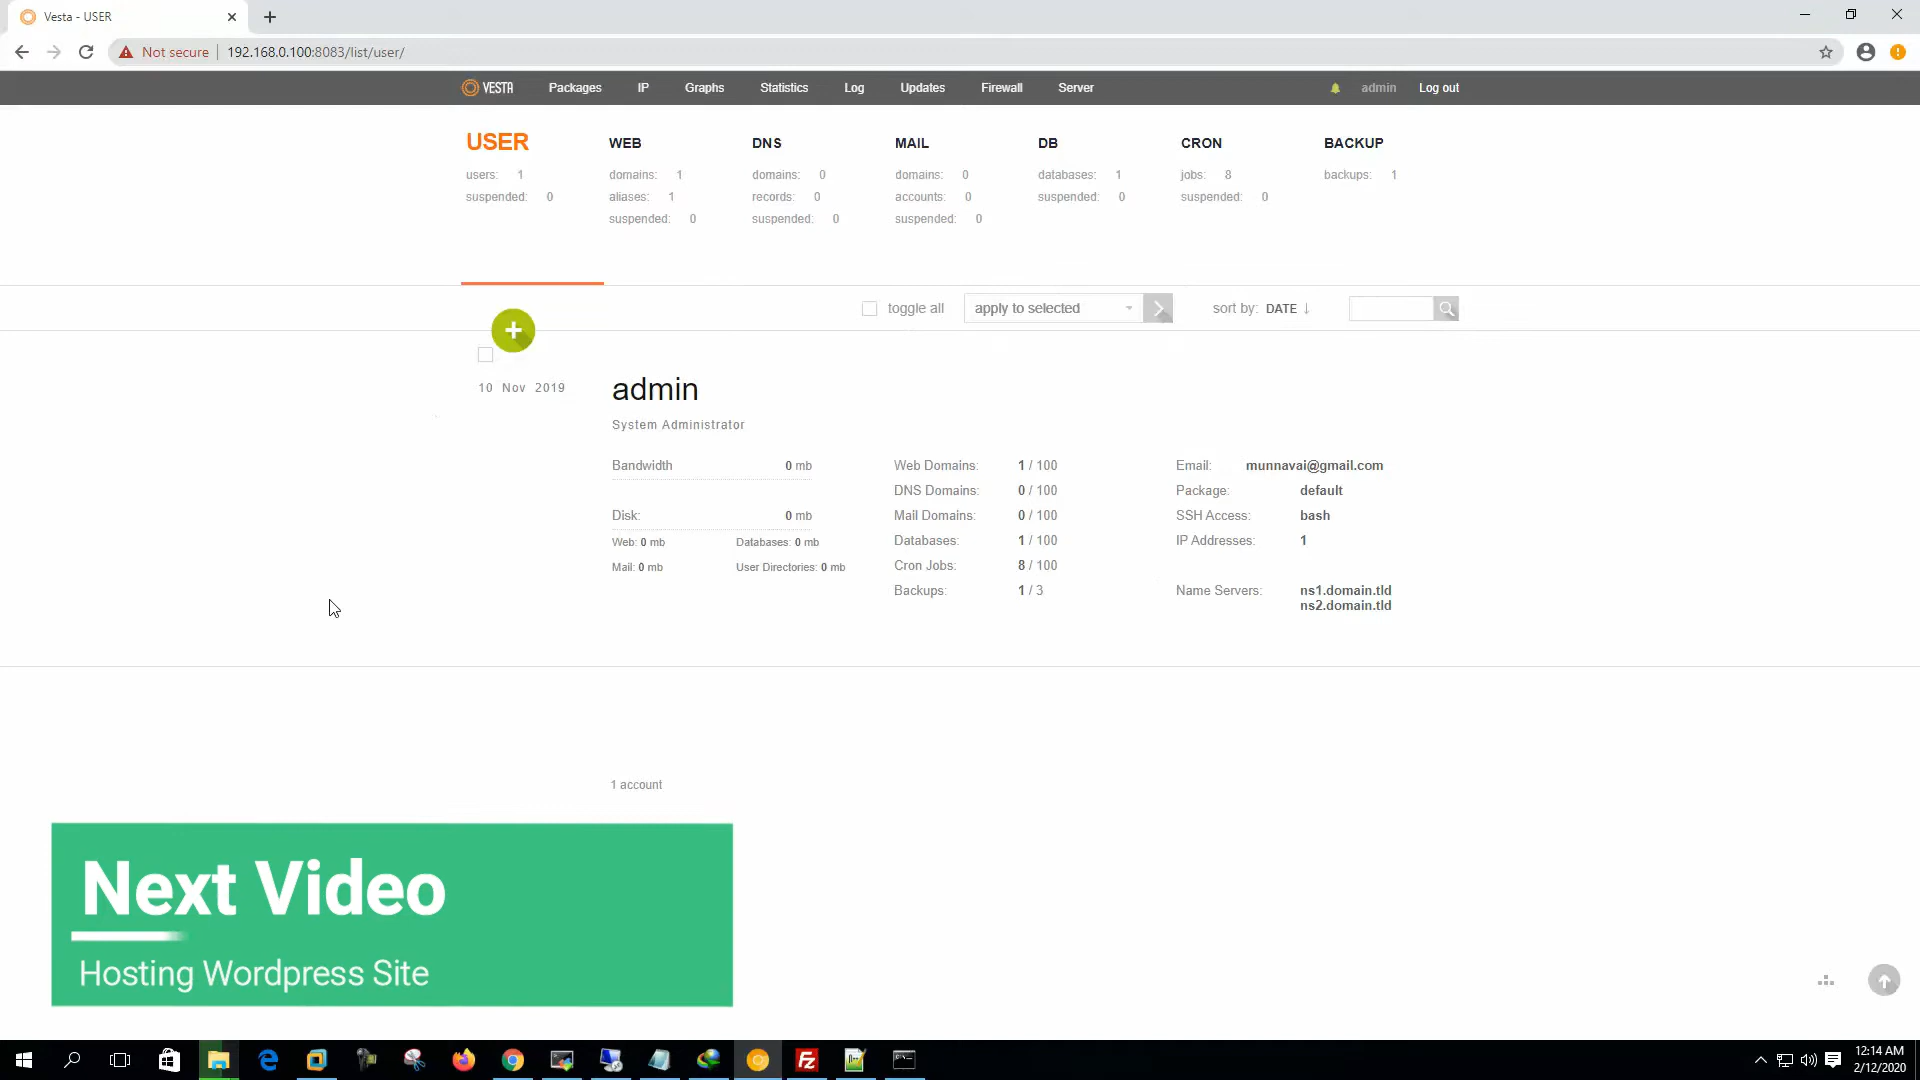 Vesta - USER
Not secure 192.168.0.100:8083/list/user/
VESTA Packages IP Graphs Statistics Log Updates Firewall Server admin Log out
USER WEB DNS MAIL DB CRON BACKUP
users: 1 domains: 1 domains: 0 domains: 0 databases: 1 jobs: 8 backups: 1
suspended: 0 aliases: 1 records: 0 accounts: 0 suspended: 0 suspended: 0
suspended: 0 suspended: 0 suspended: 0
toggle all apply to selected sort by: DATE ↓
+
10 Nov 2019 admin
System Administrator
Bandwidth 0 mb Web Domains: 1 / 100 Email: munnavai@gmail.com
DNS Domains: 0 / 100 Package: default
Disk: 0 mb Mail Domains: 0 / 100 SSH Access: bash
Web: 0 mb Databases: 0 mb Databases: 1 / 100 IP Addresses: 1
Mail: 0 mb User Directories: 0 mb Cron Jobs: 8 / 100
Backups: 1 / 3 Name Servers: ns1.domain.tld
ns2.domain.tld
1 account
Next Video
Hosting Wordpress Site
12:14 AM
2/12/2020